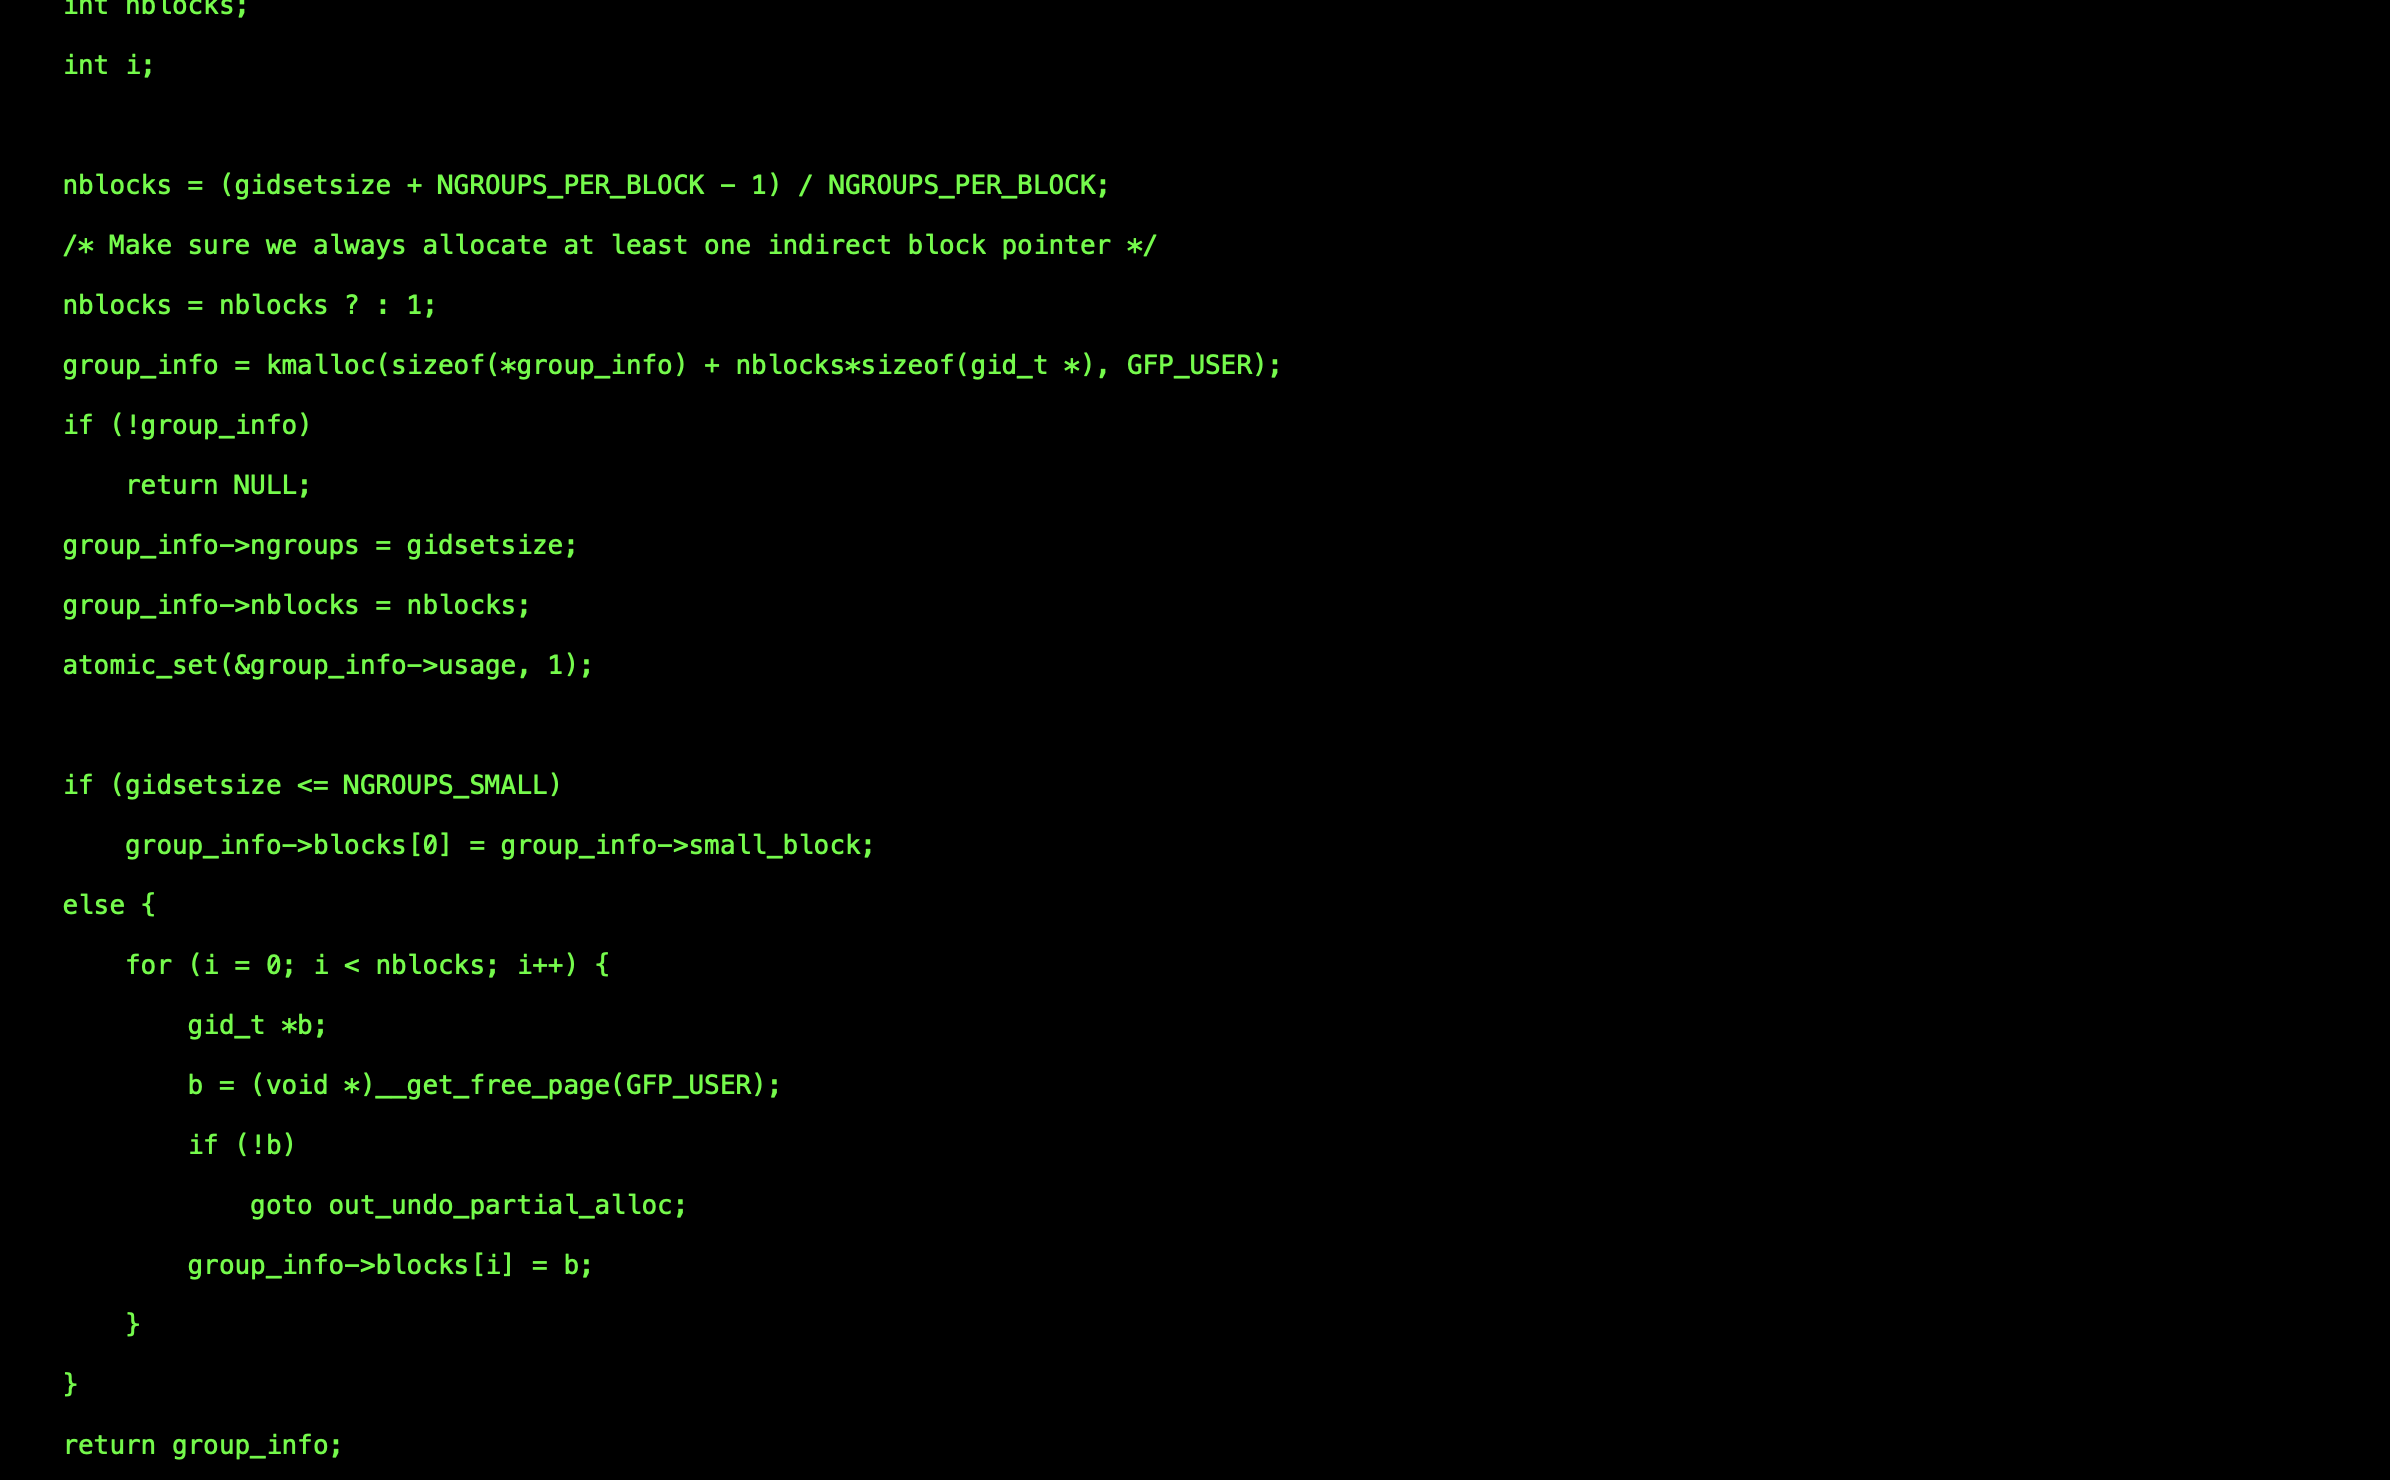 int nblocks;
int i;
nblocks = (gidsetsize + NGROUPS_PER_BLOCK - 1) / NGROUPS_PER_BLOCK;
/* Make sure we always allocate at least one indirect block pointer */
nblocks = nblocks ? : 1;
group_info = kmalloc(sizeof(*group_info) + nblocks*sizeof(gid_t *), GFP_USER);
if (!group_info)
    return NULL;
group_info->ngroups = gidsetsize;
group_info->nblocks = nblocks;
atomic_set(&group_info->usage, 1);
if (gidsetsize <= NGROUPS_SMALL)
    group_info->blocks[0] = group_info->small_block;
else {
    for (i = 0; i < nblocks; i++) {
        gid_t *b;
        b = (void *)__get_free_page(GFP_USER);
        if (!b)
            goto out_undo_partial_alloc;
        group_info->blocks[i] = b;
    }
}
return group_info;